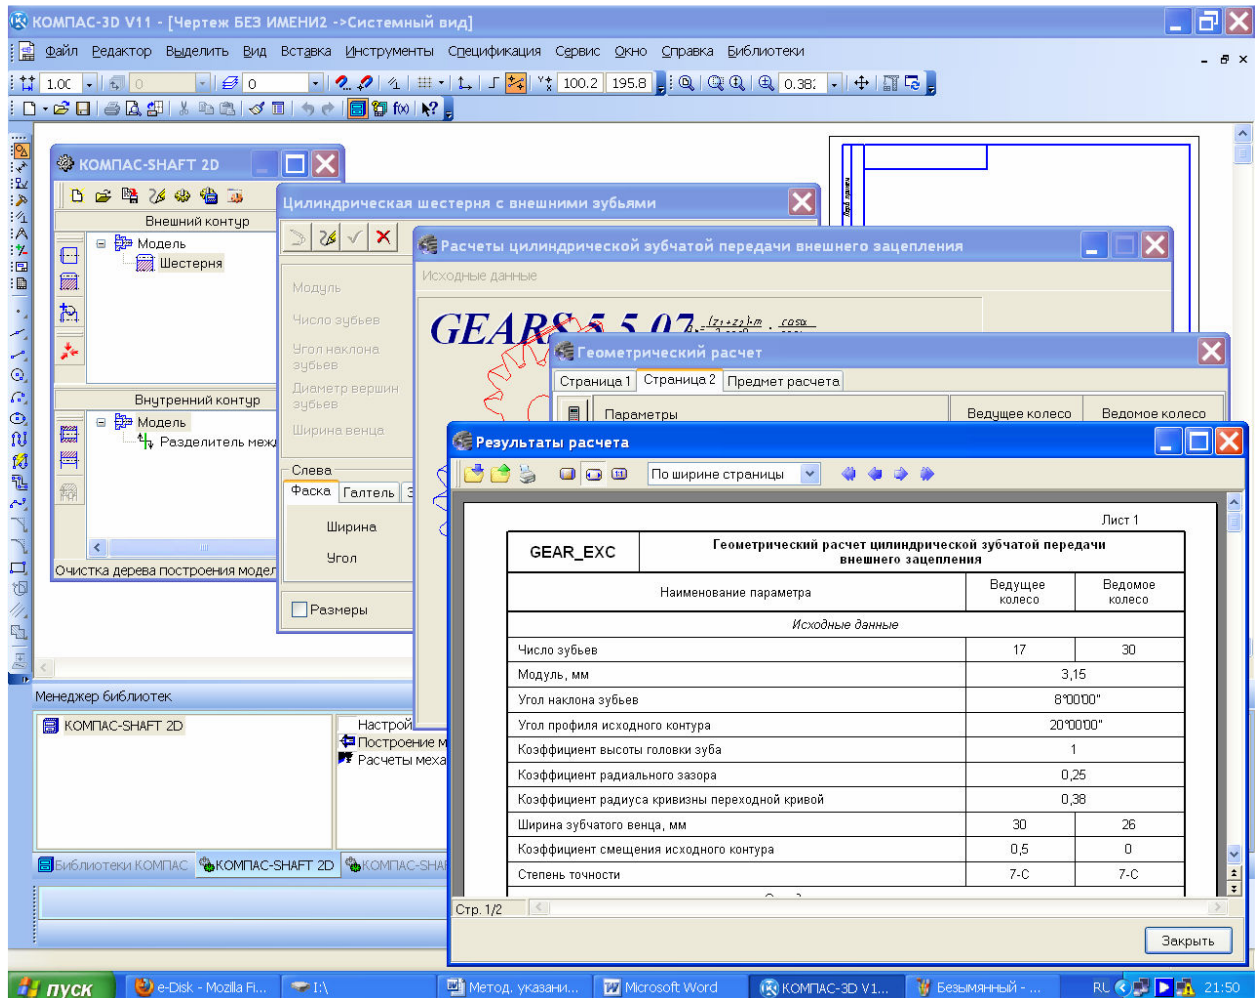 КОМПАС-3D V11 - [Чертеж БЕЗ ИМЕНИ2 ->Системный вид]
Файл Редактор Выделить Вид Вставка Инструменты Спецификация Сервис Окно Справка Библиотеки
1.0 0 0 100.2 195.8 0.38
f(x)
КОМПАС-SHAFT 2D
Внешний контур
Модель
Шестерня
Внутренний контур
Модель
Разделитель меж
Очистка дерева построения модел
Цилиндрическая шестерня с внешними зубьями
Модуль
Число зубьев
Угол наклона
зубьев
Диаметр вершин
зубьев
Ширина венца
Слева
Фаска Галтель
Ширина
Угол
Размеры
Расчеты цилиндрической зубчатой передачи внешнего зацепления
Исходные данные
GEARS 5.5.07
Геометрический расчет
Страница 1 Страница 2 Предмет расчета
Параметры Ведущее колесо Ведомое колесо
Результаты расчета
По ширине страницы
Лист 1
GEAR_EXC Геометрический расчет цилиндрической зубчатой передачи
внешнего зацепления
Наименование параметра Ведущее колесо Ведомое колесо
Исходные данные
Число зубьев 17 30
Модуль, мм 3,15
Угол наклона зубьев 8°00'00"
Угол профиля исходного контура 20°00'00"
Коэффициент высоты головки зуба 1
Коэффициент радиального зазора 0,25
Коэффициент радиуса кривизны переходной кривой 0,38
Ширина зубчатого венца, мм 30 26
Коэффициент смещения исходного контура 0,5 0
Степень точности 7-C 7-C
Стр. 1/2
Закрыть
Менеджер библиотек
КОМПАС-SHAFT 2D
Настрой
Построение м
Расчеты меха
Библиотеки КОМПАС КОМПАС-SHAFT 2D КОМПАС-SHA
пуск e-Disk - Mozilla Fi... I:\ Метод. указани... Microsoft Word КОМПАС-3D V1... Безымянный - ... RU 21:50